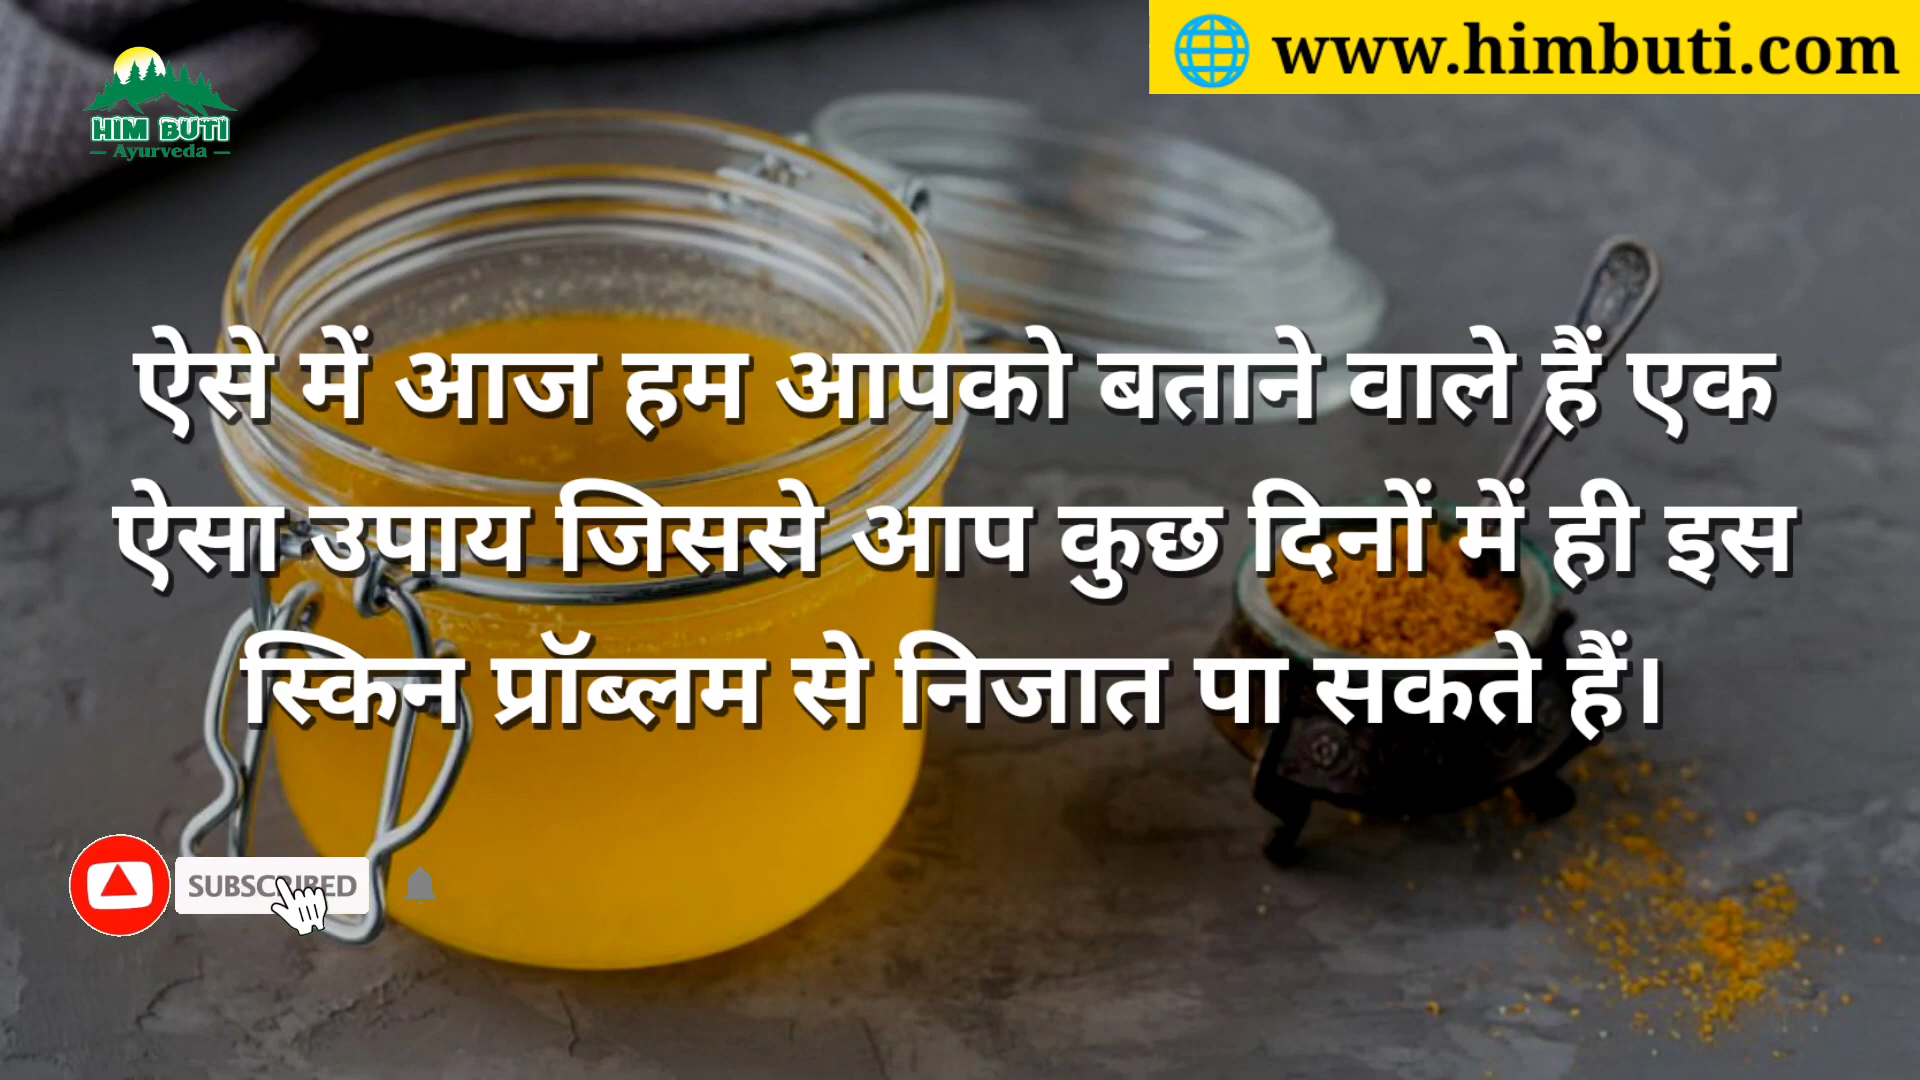 www.himbuti.com
HIM BUTI
Ayurveda
ऐसे में आज हम आपको बताने वाले हैं एक
ऐसा उपाय जिससे आप कुछ दिनों में ही इस
स्किन प्रॉब्लम से निजात पा सकते हैं।
SUBSCRIBED